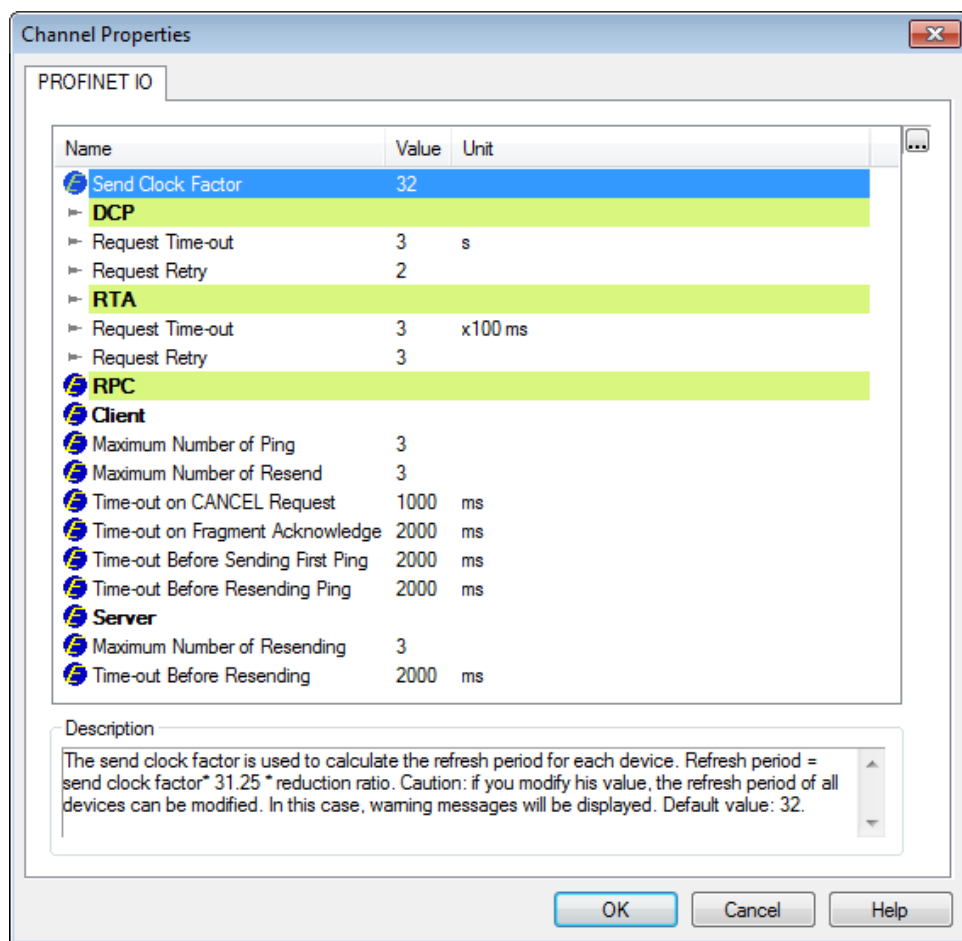 Channel Properties
PROFINET IO
Name Value Unit
...
Send Clock Factor 32
DCP
Request Time-out 3 s
Request Retry 2
RTA
Request Time-out 3 x100 ms
Request Retry 3
RPC
Client
Maximum Number of Ping 3
Maximum Number of Resend 3
Time-out on CANCEL Request 1000 ms
Time-out on Fragment Acknowledge 2000 ms
Time-out Before Sending First Ping 2000 ms
Time-out Before Resending Ping 2000 ms
Server
Maximum Number of Resending 3
Time-out Before Resending 2000 ms
Description
The send clock factor is used to calculate the refresh period for each device. Refresh period =
send clock factor* 31.25 * reduction ratio. Caution: if you modify his value, the refresh period of all
devices can be modified. In this case, warning messages will be displayed. Default value: 32.
OK Cancel Help